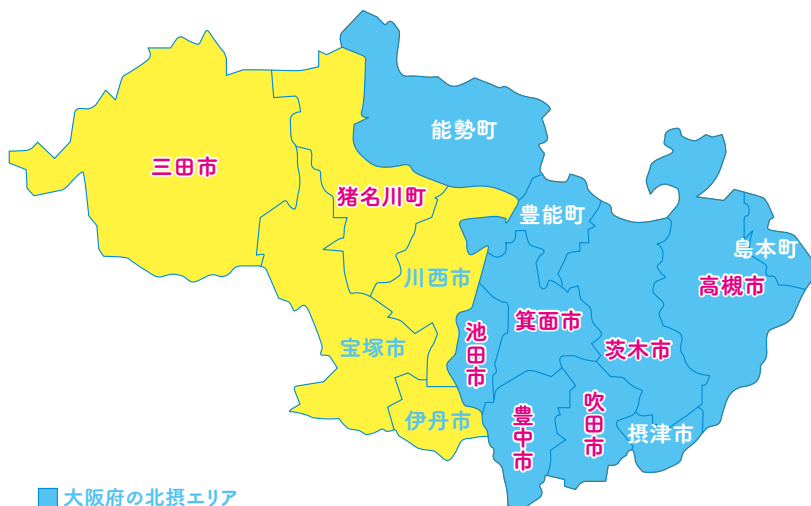 能勢町
三田市
猪名川町
豊能町
島本町
川西市
高槻市
箕面市
池田市
宝塚市
茨木市
伊丹市
豊中市
吹田市
摂津市
大阪府の北摂エリア